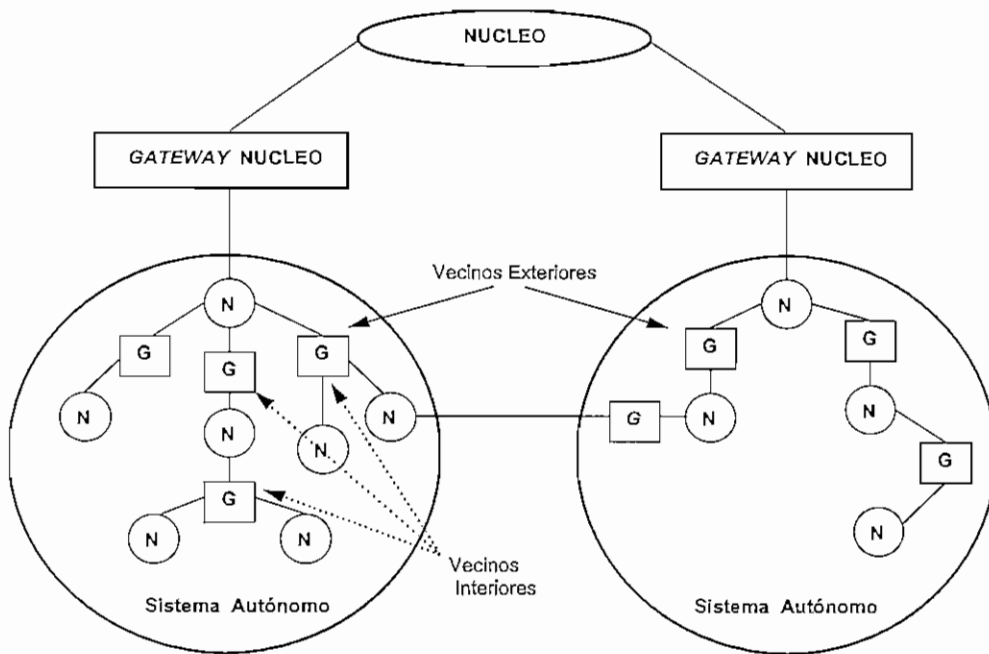 NUCLEO
GATEWAY NUCLEO
GATEWAY NUCLEO
Vecinos Exteriores
N
N
G
G
G
G
G
N
N
N
N
G
N
N
G
G
N
N
N
Vecinos
Interiores
Sistema Autónomo
Sistema Autónomo